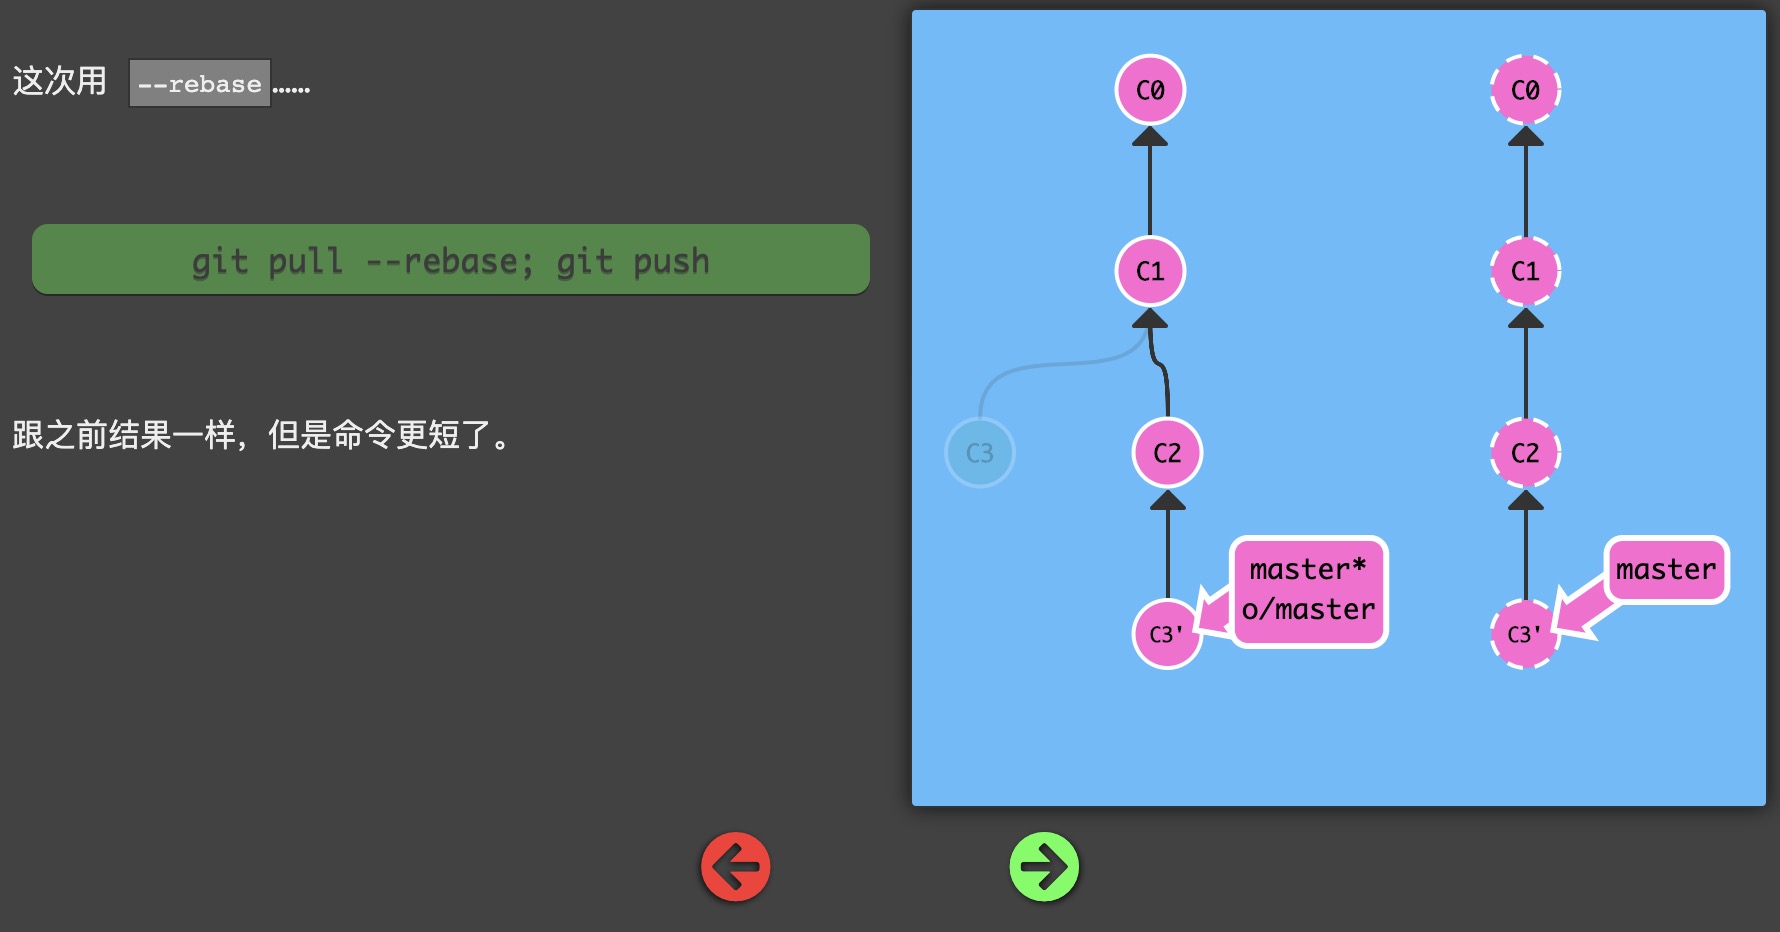 这次用 --rebase……
git pull --rebase; git push
跟之前结果一样，但是命令更短了。
C0
C1
C3
C2
master*
o/master
C3'
C0
C1
C2
master
C3'